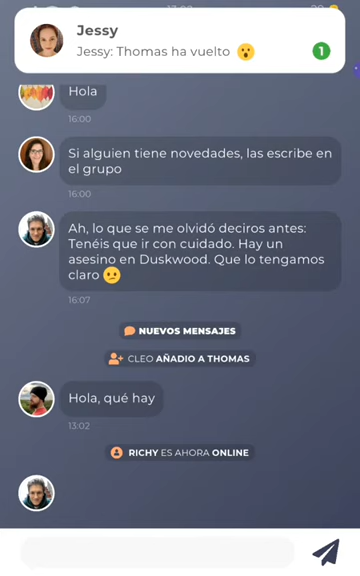 Jessy
Jessy: Thomas ha vuelto 😮
1
Hola
16:00
Si alguien tiene novedades, las escribe en
el grupo
16:00
Ah, lo que se me olvidó deciros antes:
Tenéis que ir con cuidado. Hay un
asesino en Duskwood. Que lo tengamos
claro 😕
16:07
NUEVOS MENSAJES
CLEO AÑADIO A THOMAS
Hola, qué hay
13:02
RICHY ES AHORA ONLINE